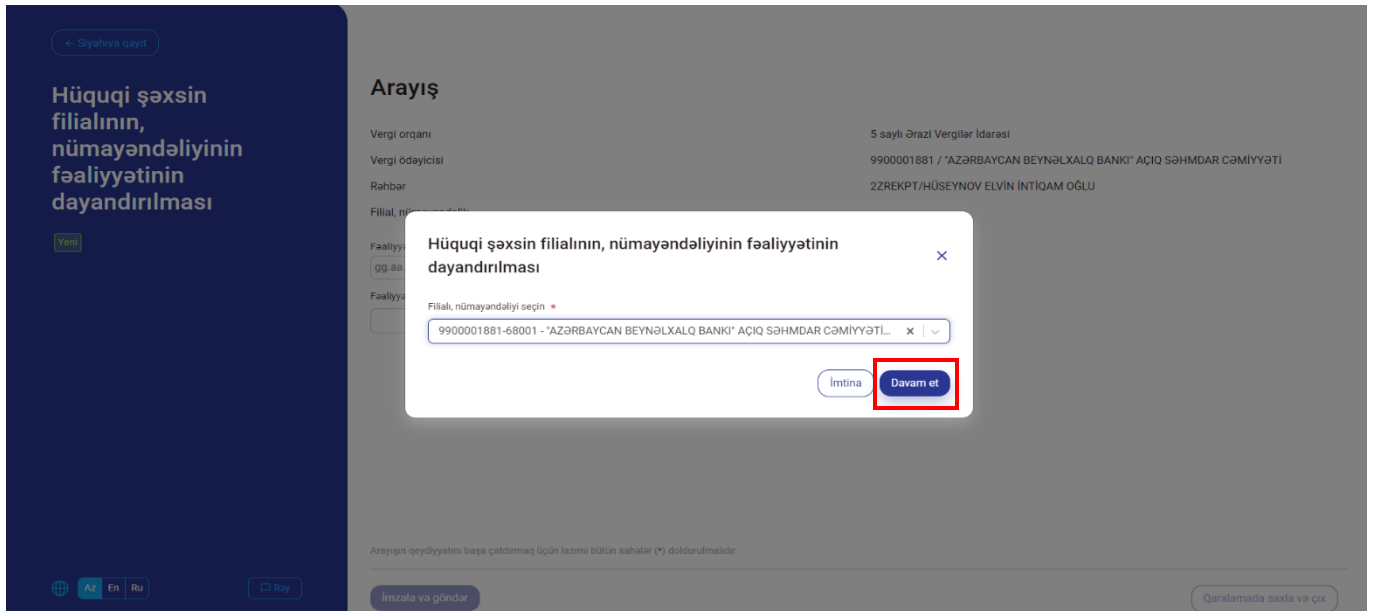 ← Siyahıya qayıt
Hüquqi şəxsin
filialının,
nümayəndəliyinin
fəaliyyətinin
dayandırılması
Yeni
Arayış
Vergi orqanı 5 saylı Ərazi Vergilər İdarəsi
Vergi ödəyicisi 9900001881 / "AZƏRBAYCAN BEYNƏLXALQ BANKI" AÇIQ SƏHMDAR CƏMİYYƏTİ
Rəhbər 2ZREKPT/HÜSEYNOV ELVİN İNTİQAM OĞLU
Filial,
gg.aa.
Hüquqi şəxsin filialının, nümayəndəliyinin fəaliyyətinin
dayandırılması
Filialı, nümayəndəliyi seçin *
9900001881-68001 - "AZƏRBAYCAN BEYNƏLXALQ BANKI" AÇIQ SƏHMDAR CƏMİYYƏTİ...
İmtina Davam et
Arayışın qeydiyyatını başa çatdırmaq üçün lazımi bütün sahələr (*) doldurulmalıdır
Az En Ru Rəy
İmzala və göndər Qaralamada saxla və çıx